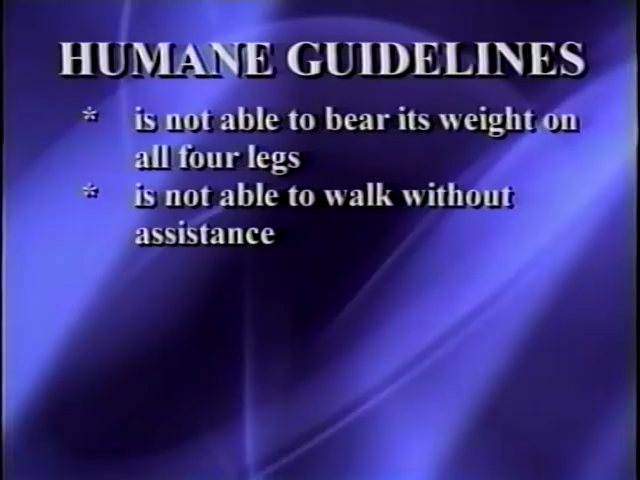 HUMANE GUIDELINES
* is not able to bear its weight on
all four legs
* is not able to walk without
assistance